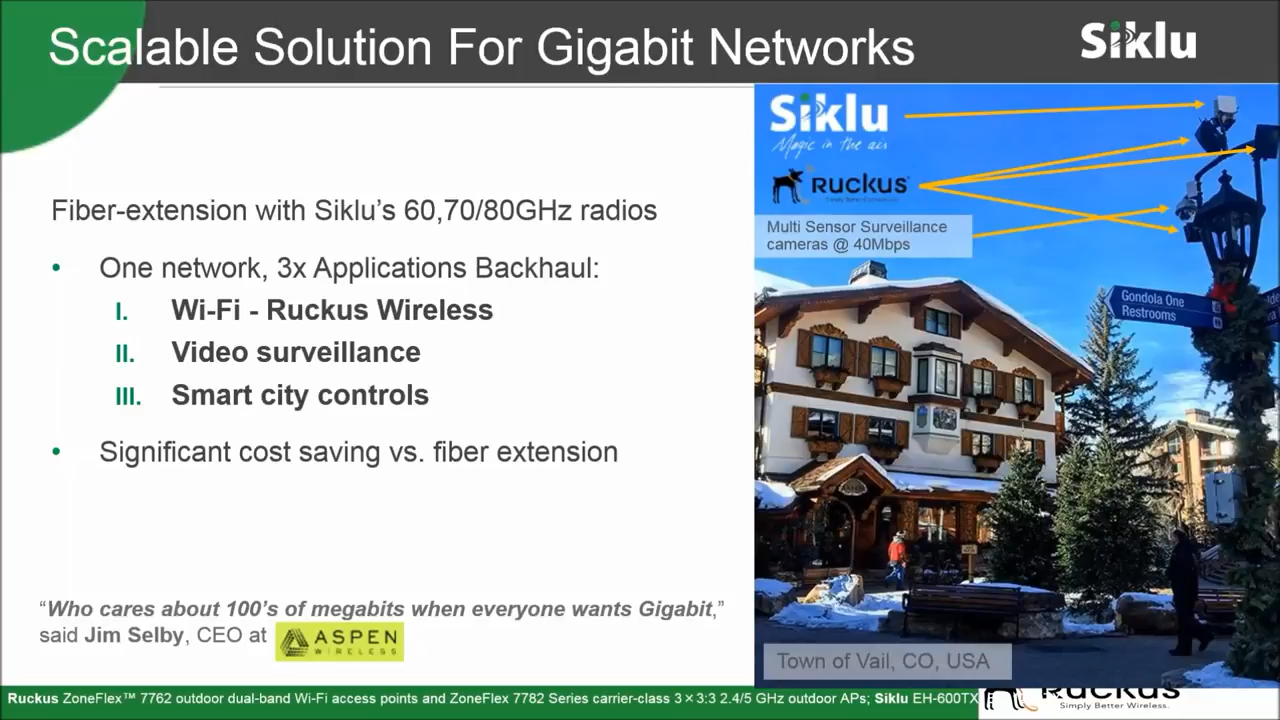 Scalable Solution For Gigabit Networks
Siklu
Siklu
Magic in the air
RUCKUS
Multi Sensor Surveillance
cameras @ 40Mbps
Fiber-extension with Siklu’s 60,70/80GHz radios
• One network, 3x Applications Backhaul:
I. Wi-Fi - Ruckus Wireless
II. Video surveillance
III. Smart city controls
• Significant cost saving vs. fiber extension
Gondola One
Restrooms
“Who cares about 100’s of megabits when everyone wants Gigabit,”
said Jim Selby, CEO at
ASPEN
WIRELESS
Town of Vail, CO, USA
Ruckus ZoneFlex™ 7762 outdoor dual-band Wi-Fi access points and ZoneFlex 7782 Series carrier-class 3×3:3 2.4/5 GHz outdoor APs; Siklu EH-600TX
Ruckus
Simply Better Wireless.